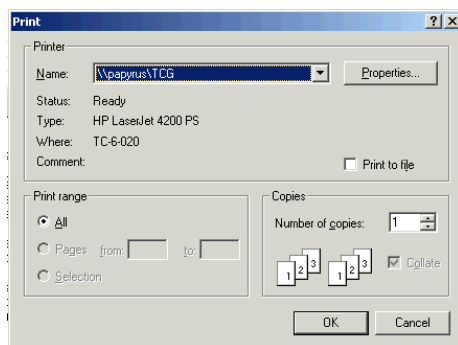 Print
Printer
Name: \\papyrus\TCG Properties...
Status: Ready
Type: HP LaserJet 4200 PS
Where: TC-6-020
Comment: Print to file
Print range Copies
All Number of copies: 1
Pages from: to:
1 2 3 1 2 3 Collate
Selection
OK Cancel